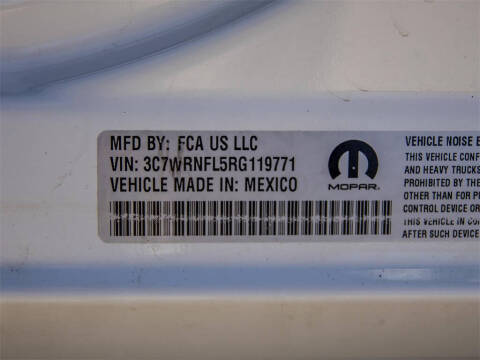 MFD BY: FCA US LLC
VIN: 3C7WRNFL5RG119771
VEHICLE MADE IN: MEXICO
MOPAR
VEHICLE NOISE E
THIS VEHICLE CONF
AND HEAVY TRUCKS
PROHIBITED BY THE
OTHER THAN FOR P
CONTROL DEVICE OR
THIS VEHICLE IN CO
AFTER SUCH DEVICE